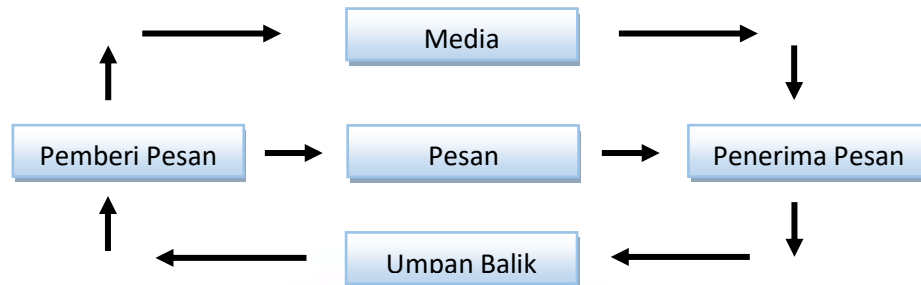 Media
Pemberi Pesan
Pesan
Penerima Pesan
Umpan Balik